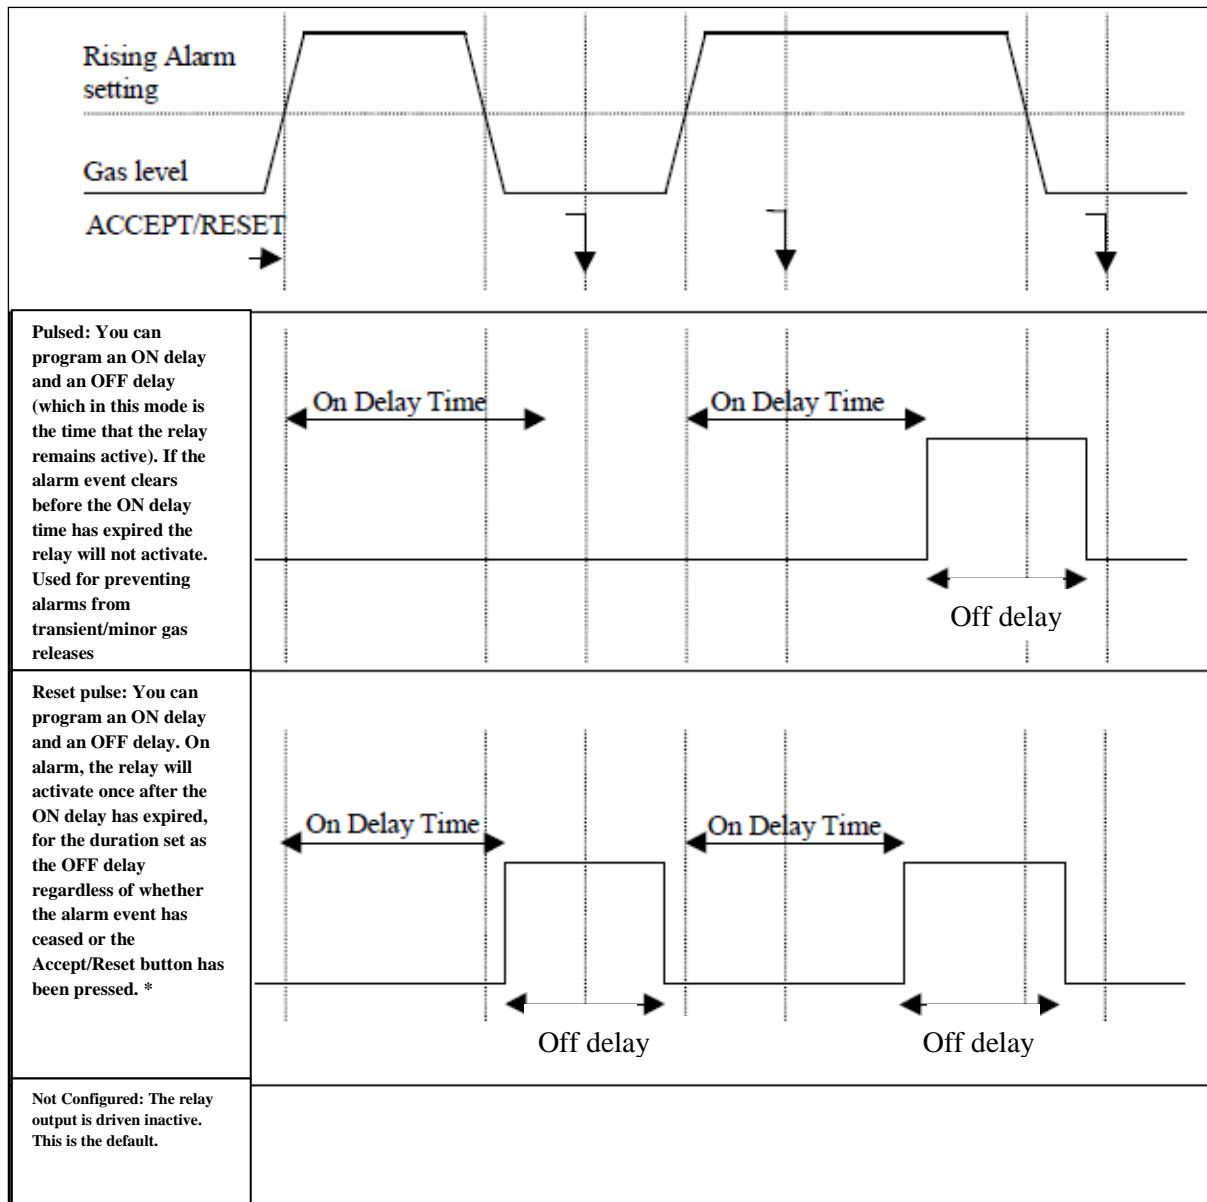 Rising Alarm
setting
Gas level
ACCEPT/RESET
Pulsed: You can
program an ON delay
and an OFF delay
(which in this mode is
the time that the relay
remains active). If the
alarm event clears
before the ON delay
time has expired the
relay will not activate.
Used for preventing
alarms from
transient/minor gas
releases
On Delay Time
On Delay Time
Off delay
Reset pulse: You can
program an ON delay
and an OFF delay. On
alarm, the relay will
activate once after the
ON delay has expired,
for the duration set as
the OFF delay
regardless of whether
the alarm event has
ceased or the
Accept/Reset button has
been pressed. *
On Delay Time
On Delay Time
Off delay
Off delay
Not Configured: The relay
output is driven inactive.
This is the default.